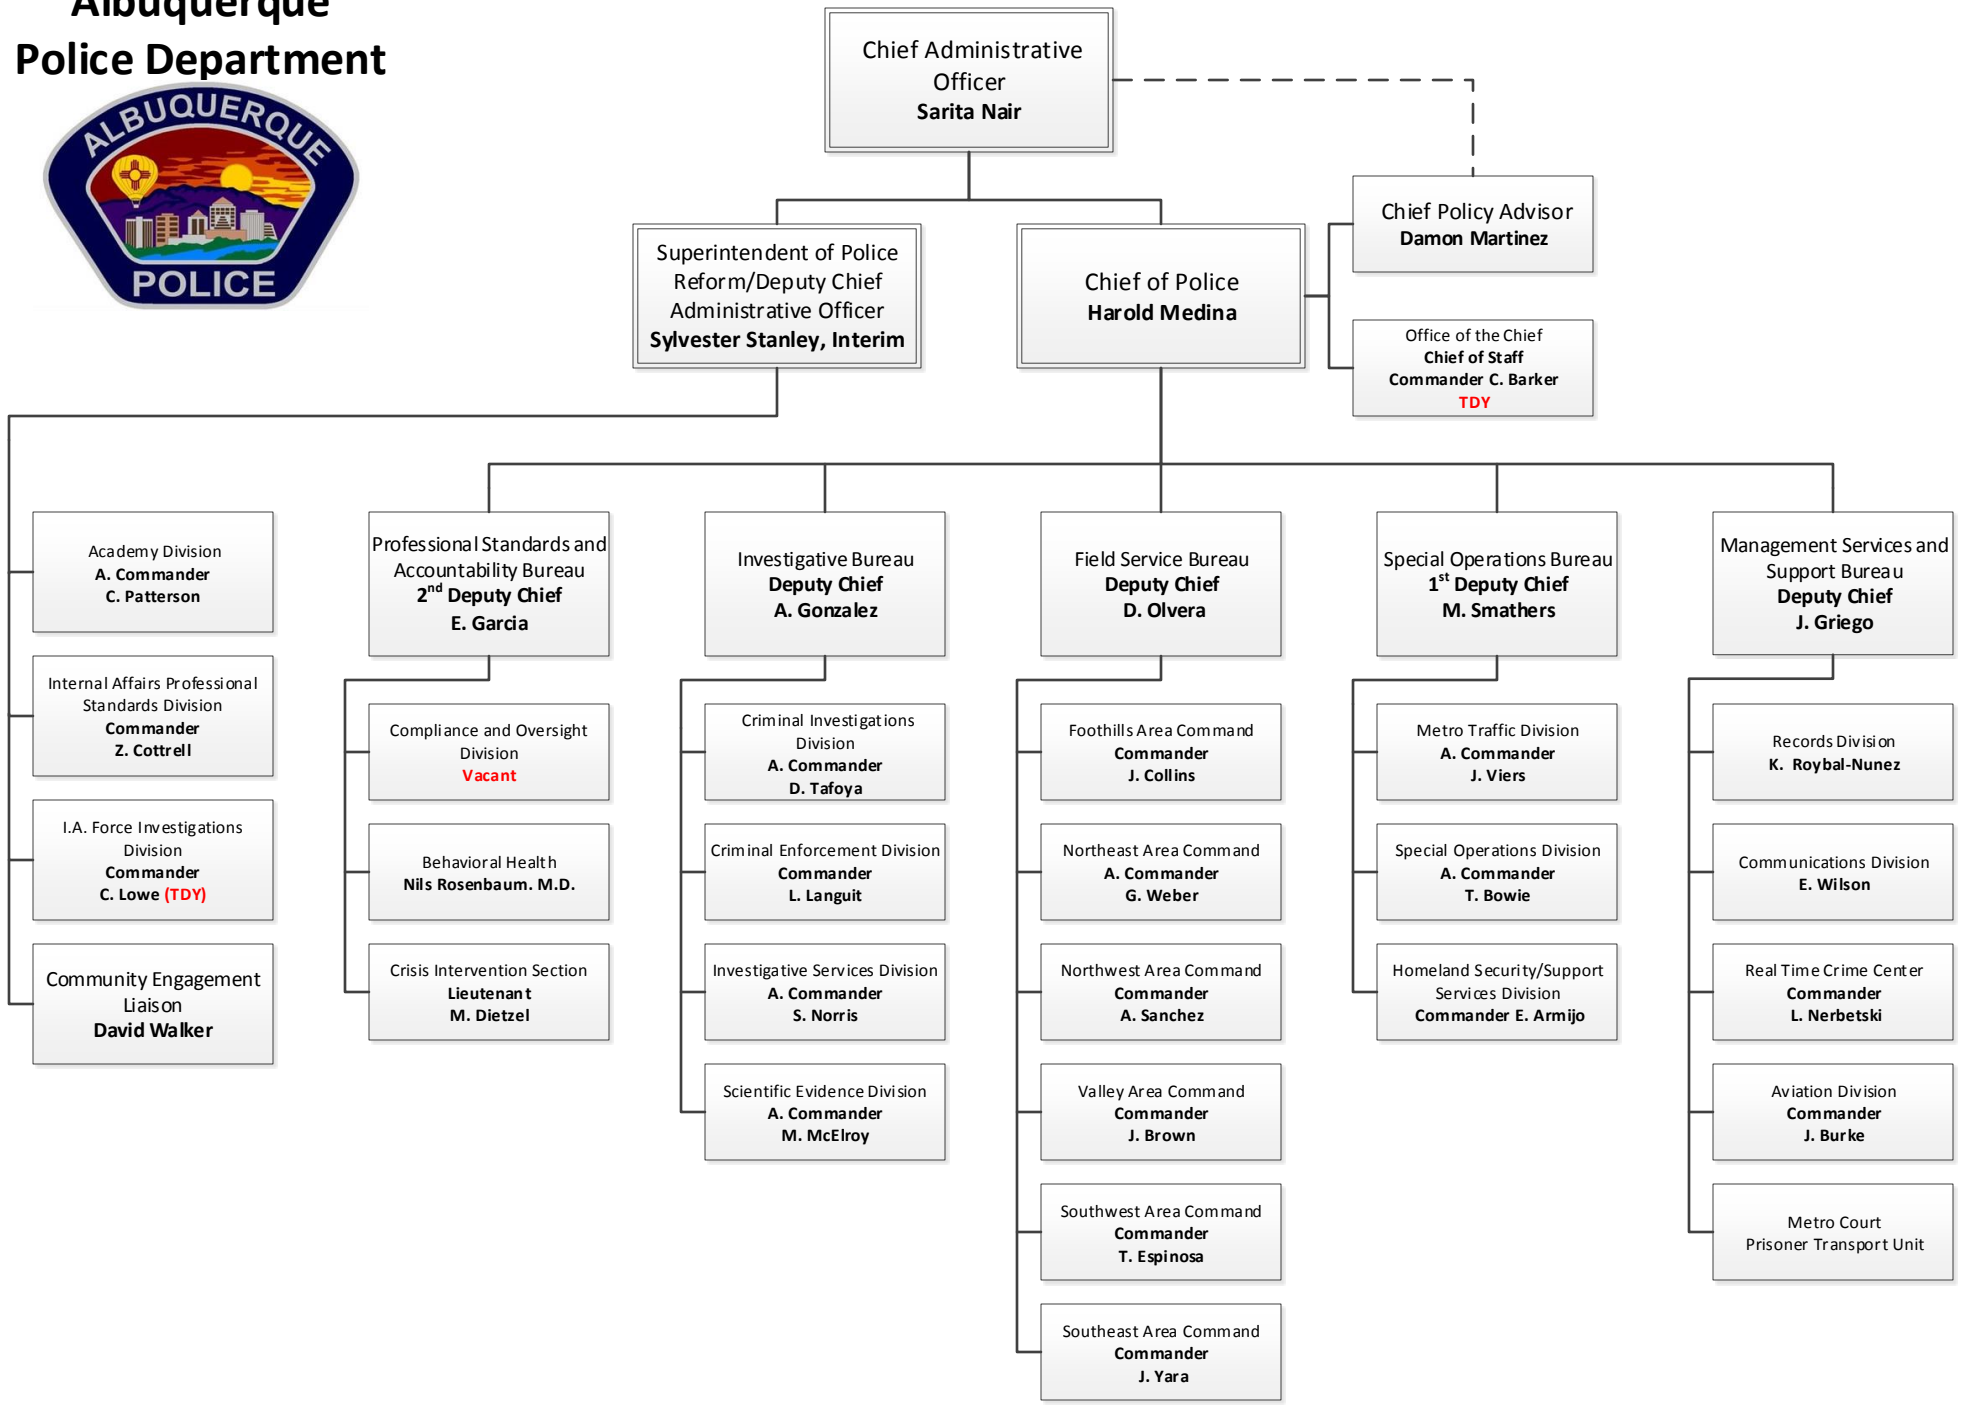 Albuquerque
Police Department
ALBUQUERQUE
POLICE
Chief Administrative
Officer
Sarita Nair
Chief Policy Advisor
Damon Martinez
Superintendent of Police
Reform/Deputy Chief
Administrative Officer
Sylvester Stanley, Interim
Chief of Police
Harold Medina
Office of the Chief
Chief of Staff
Commander C. Barker
TDY
Academy Division
A. Commander
C. Patterson
Internal Affairs Professional
Standards Division
Commander
Z. Cottrell
I.A. Force Investigations
Division
Commander
C. Lowe (TDY)
Community Engagement
Liaison
David Walker
Professional Standards and
Accountability Bureau
2nd Deputy Chief
E. Garcia
Compliance and Oversight
Division
Vacant
Behavioral Health
Nils Rosenbaum. M.D.
Crisis Intervention Section
Lieutenant
M. Dietzel
Investigative Bureau
Deputy Chief
A. Gonzalez
Criminal Investigations
Division
A. Commander
D. Tafoya
Criminal Enforcement Division
Commander
L. Languit
Investigative Services Division
A. Commander
S. Norris
Scientific Evidence Division
A. Commander
M. McElroy
Field Service Bureau
Deputy Chief
D. Olvera
Foothills Area Command
Commander
J. Collins
Northeast Area Command
A. Commander
G. Weber
Northwest Area Command
Commander
A. Sanchez
Valley Area Command
Commander
J. Brown
Southwest Area Command
Commander
T. Espinosa
Southeast Area Command
Commander
J. Yara
Special Operations Bureau
1st Deputy Chief
M. Smathers
Metro Traffic Division
A. Commander
J. Viers
Special Operations Division
A. Commander
T. Bowie
Homeland Security/Support
Services Division
Commander E. Armijo
Management Services and
Support Bureau
Deputy Chief
J. Griego
Records Division
K. Roybal-Nunez
Communications Division
E. Wilson
Real Time Crime Center
Commander
L. Nerbetski
Aviation Division
Commander
J. Burke
Metro Court
Prisoner Transport Unit